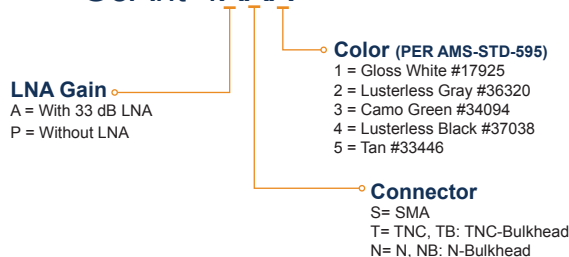 Color (PER AMS-STD-595)
1 = Gloss White #17925
2 = Lusterless Gray #36320
3 = Camo Green #34094
4 = Lusterless Black #37038
5 = Tan #33446
LNA Gain
A = With 33 dB LNA
P = Without LNA
Connector
S= SMA
T= TNC, TB: TNC-Bulkhead
N= N, NB: N-Bulkhead